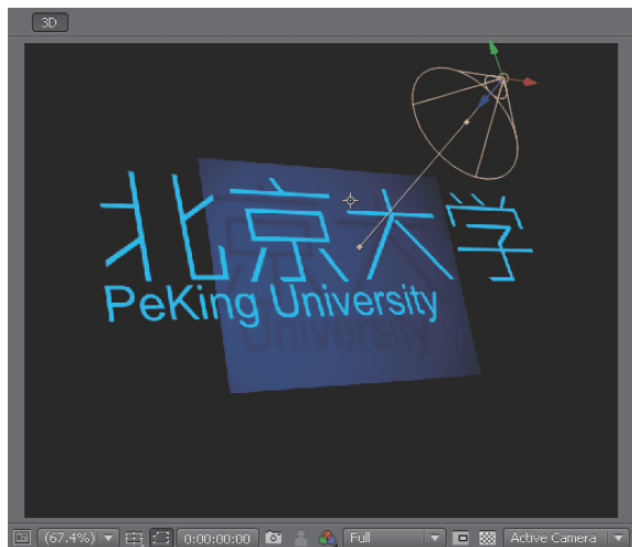 3D
北京大学
PeKing University
(67.4%) 0:00:00:00 Full Active Camera